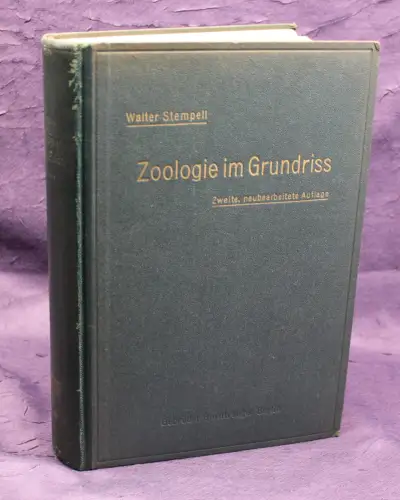 Walter Stempell
Zoologie im Grundriss
Zweite, neubearbeitete Auflage